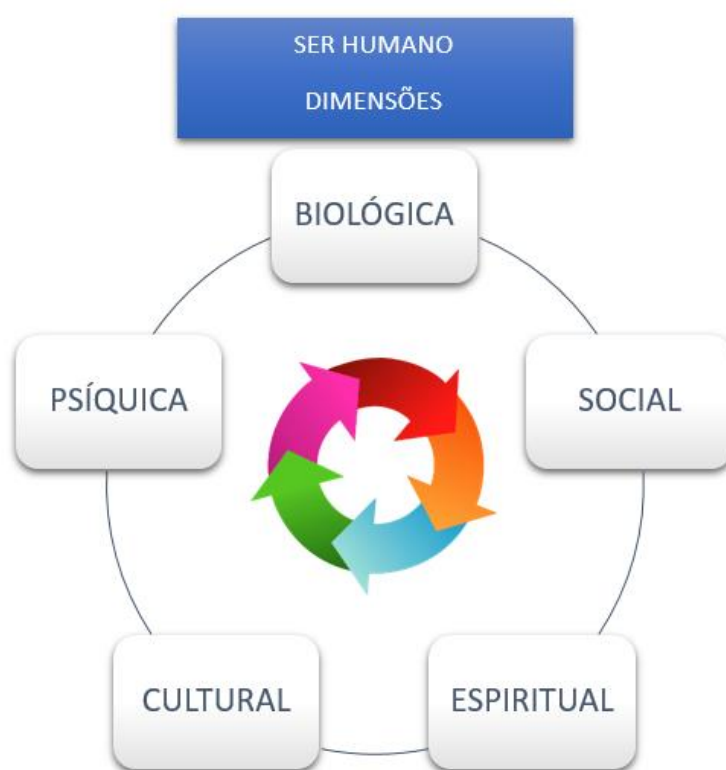 SER HUMANO
DIMENSÕES
BIOLÓGICA
PSÍQUICA
SOCIAL
CULTURAL
ESPIRITUAL